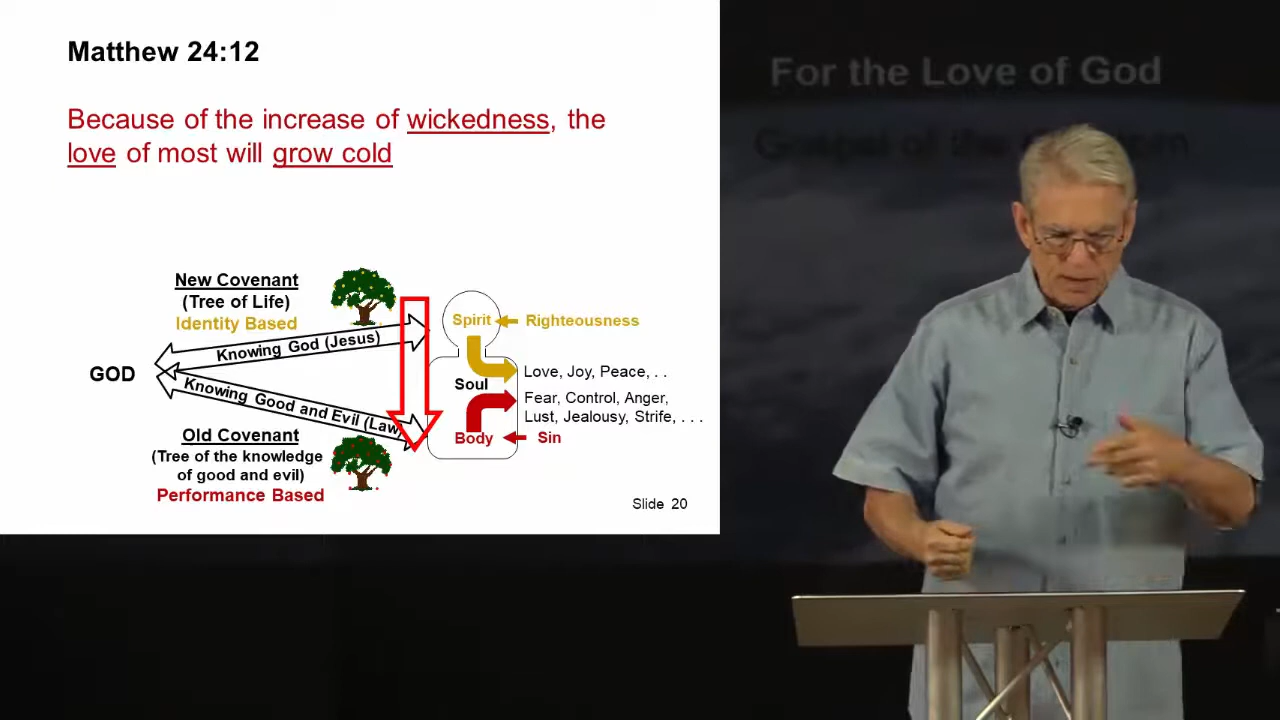 Matthew 24:12
Because of the increase of wickedness, the
love of most will grow cold
New Covenant
(Tree of Life)
Identity Based
Knowing God (Jesus)
GOD
Knowing Good and Evil (Law
Old Covenant
(Tree of the knowledge
of good and evil)
Performance Based
Spirit
Righteousness
Soul
Love, Joy, Peace, . .
Fear, Control, Anger,
Lust, Jealousy, Strife, . . .
Body
Sin
Slide 20
For the Love of God
Gospel of the